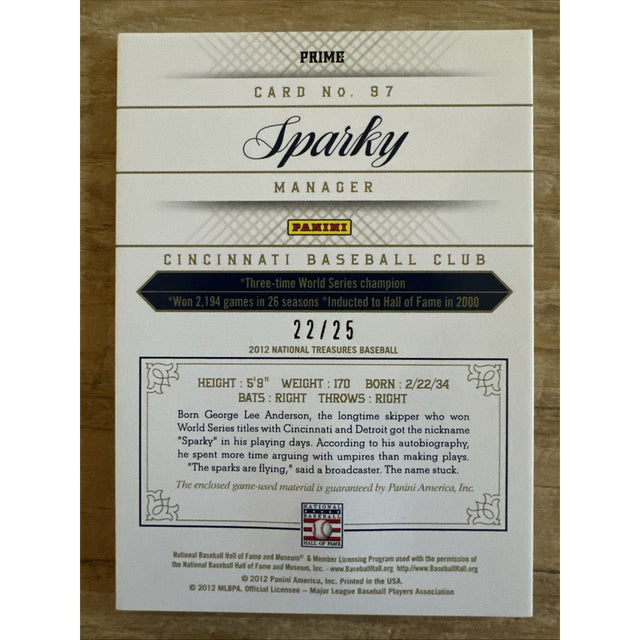 PRIME
CARD No. 97
Sparky
MANAGER
PANINI
CINCINNATI BASEBALL CLUB
*Three-time World Series champion
*Won 2,194 games in 26 seasons *Inducted to Hall of Fame in 2000
22/25
2012 NATIONAL TREASURES BASEBALL
HEIGHT : 5'9" WEIGHT : 170 BORN : 2/22/34
BATS : RIGHT THROWS : RIGHT
Born George Lee Anderson, the longtime skipper who won
World Series titles with Cincinnati and Detroit got the nickname
"Sparky" in his playing days. According to his autobiography,
he spent more time arguing with umpires than making plays.
"The sparks are flying," said a broadcaster. The name stuck.
The enclosed game-used material is guaranteed by Panini America, Inc.
NATIONAL
BASEBALL
HALL OF FAME
National Baseball Hall of Fame and Museum® & Member Licensing Program used with the permission of
the National Baseball Hall of Fame and Museum, Inc. - www.BaseballHall.org http://www.BaseballHall.org
© 2012 Panini America, Inc. Printed in the USA.
© 2012 MLBPA. Official Licensee – Major League Baseball Players Association